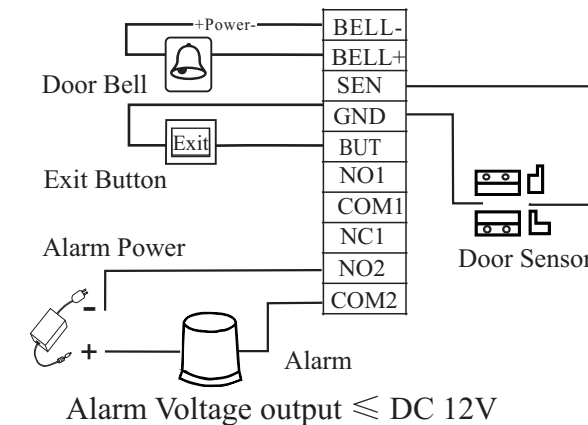 +Power-
BELL-
BELL+
Door Bell
SEN
GND
Exit
BUT
Exit Button
NO1
COM1
NC1
Alarm Power
NO2
Door Sensor
COM2
-
+
Alarm
Alarm Voltage output ≤ DC 12V